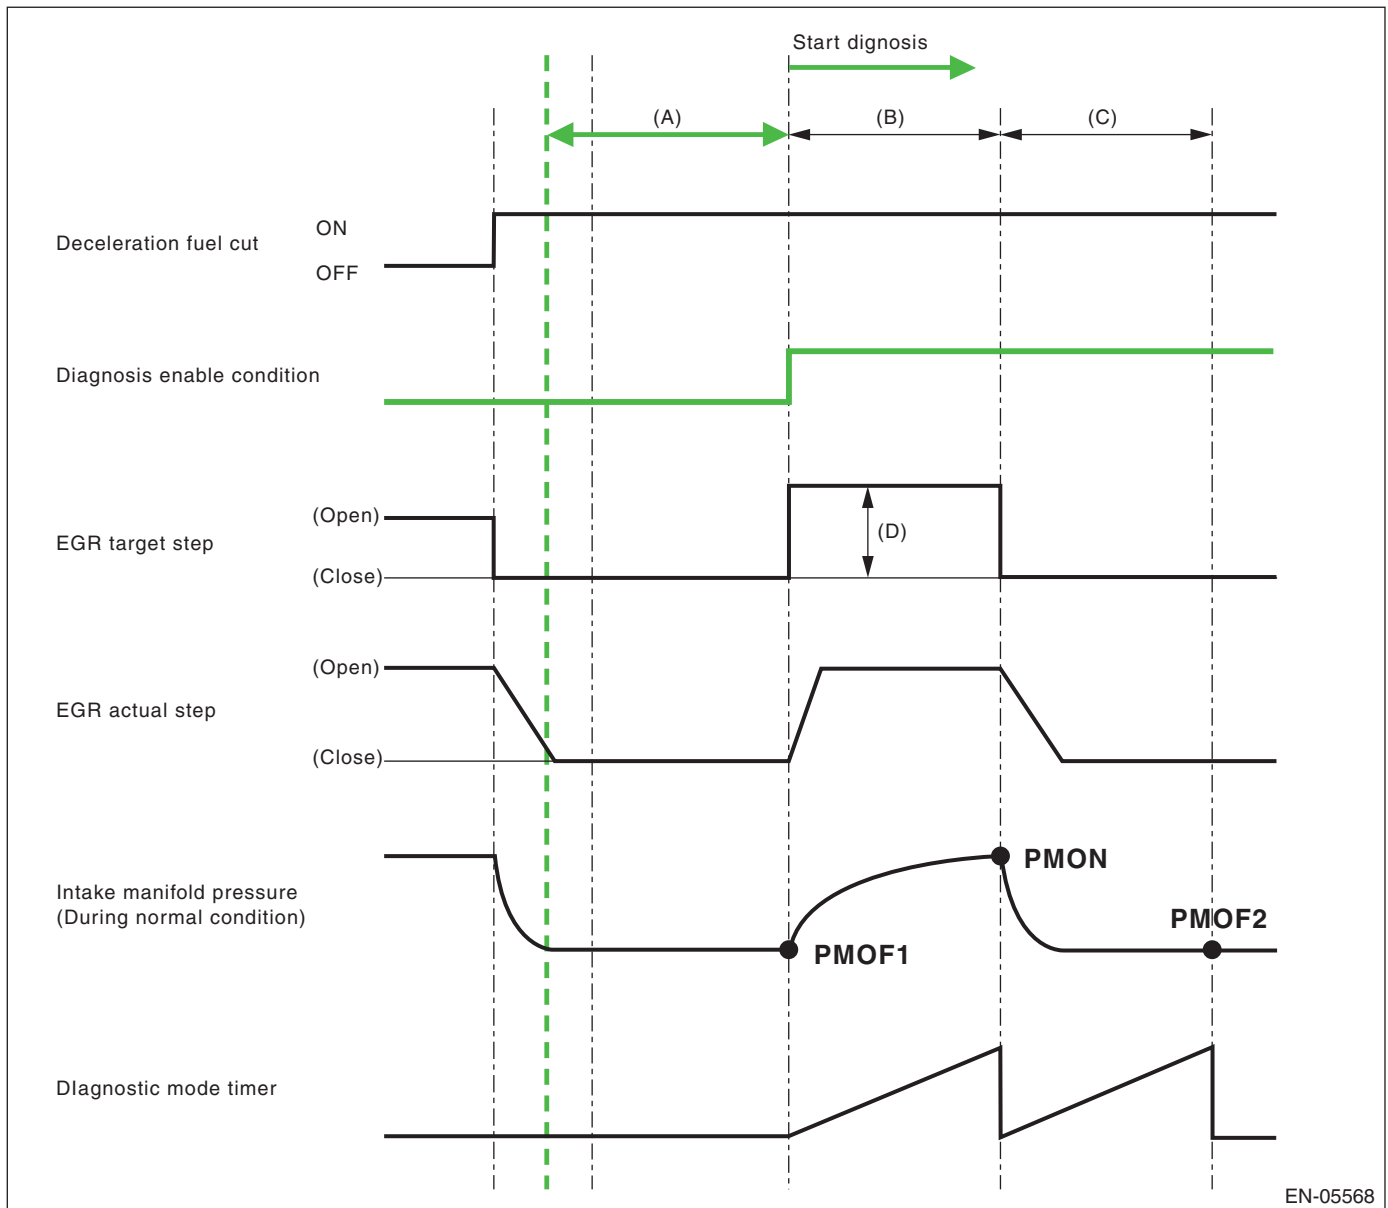 Start dignosis
(A)
(B)
(C)
Deceleration fuel cut
ON
OFF
Diagnosis enable condition
EGR target step
(Open)
(D)
(Close)
EGR actual step
(Open)
(Close)
Intake manifold pressure
(During normal condition)
PMON
PMOF2
PMOF1
DIagnostic mode timer
EN-05568